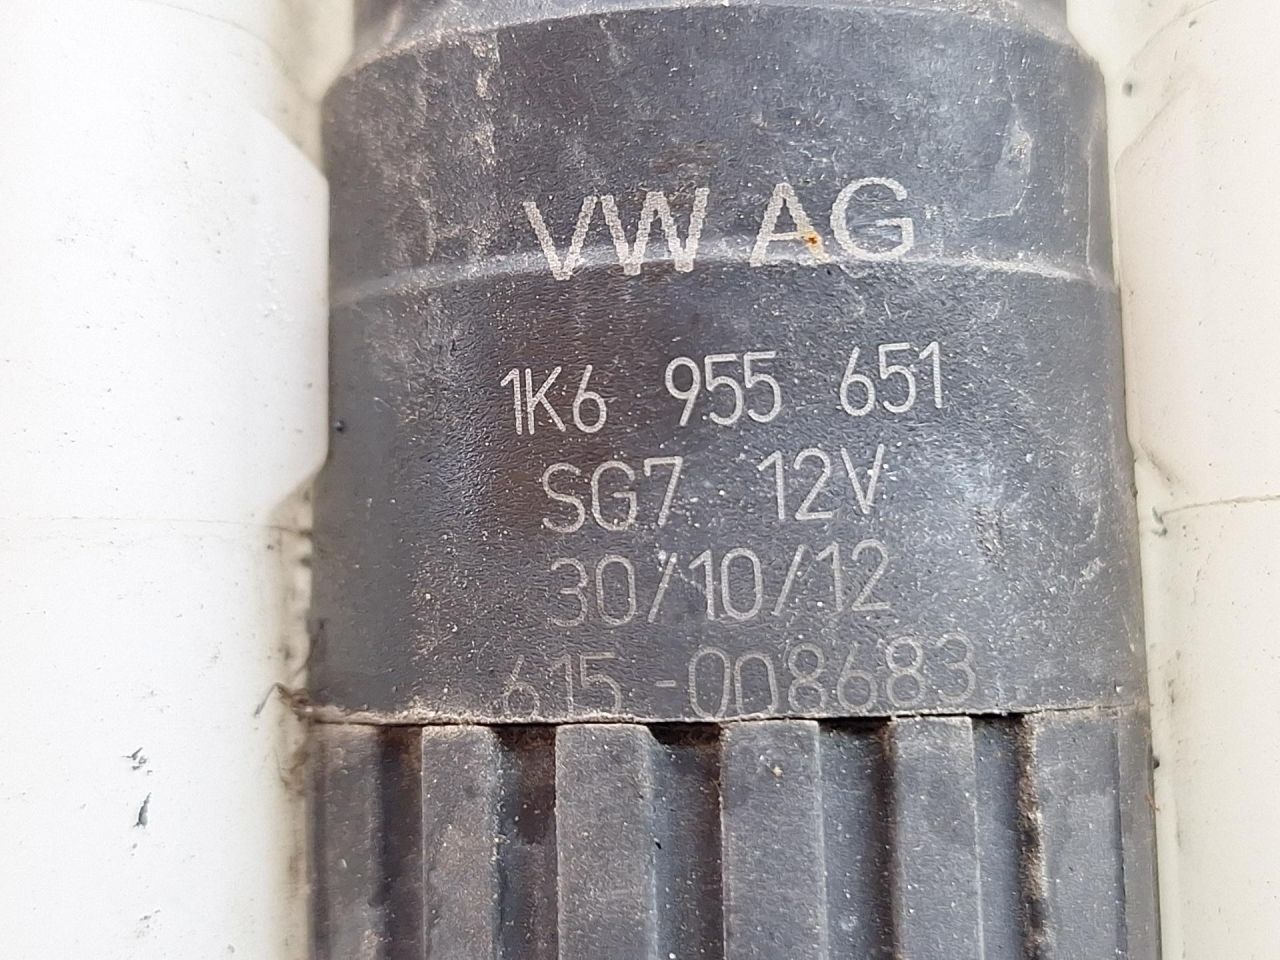 VW AG
1K6 955 651
SG7 12V
30/10/12
615-008683